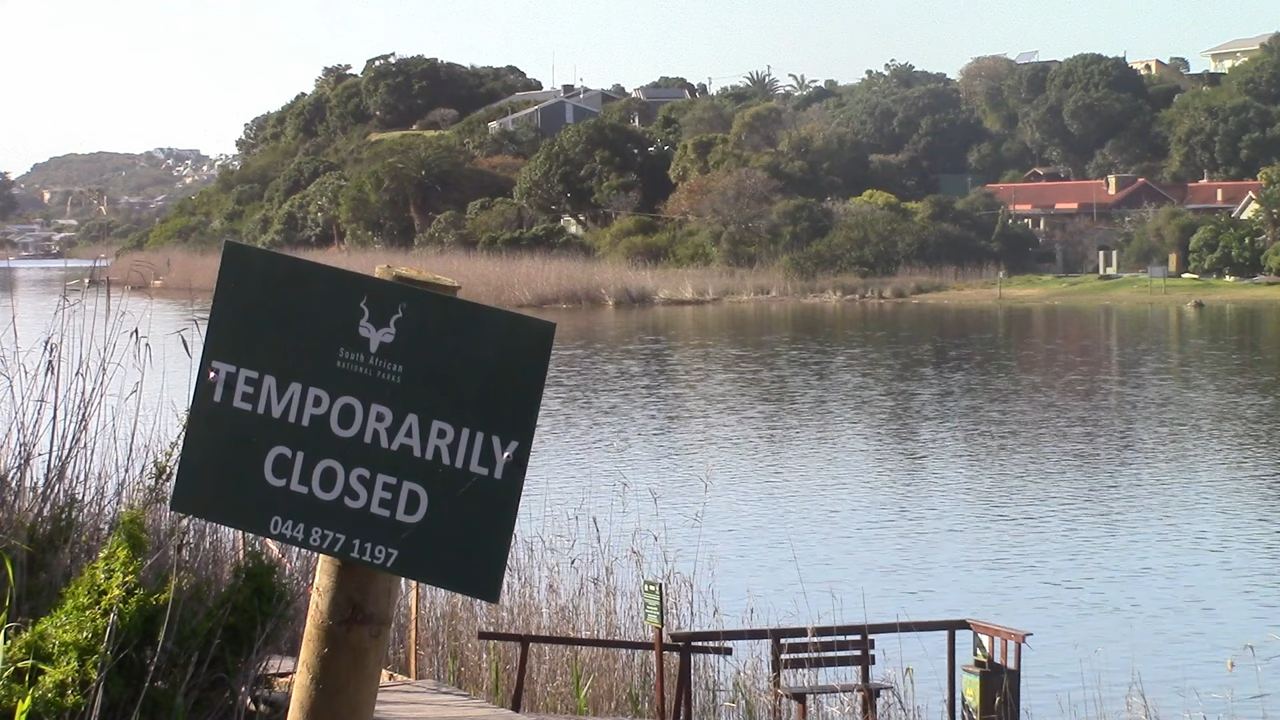 South African
NATIONAL PARKS
TEMPORARILY
CLOSED
044 877 1197